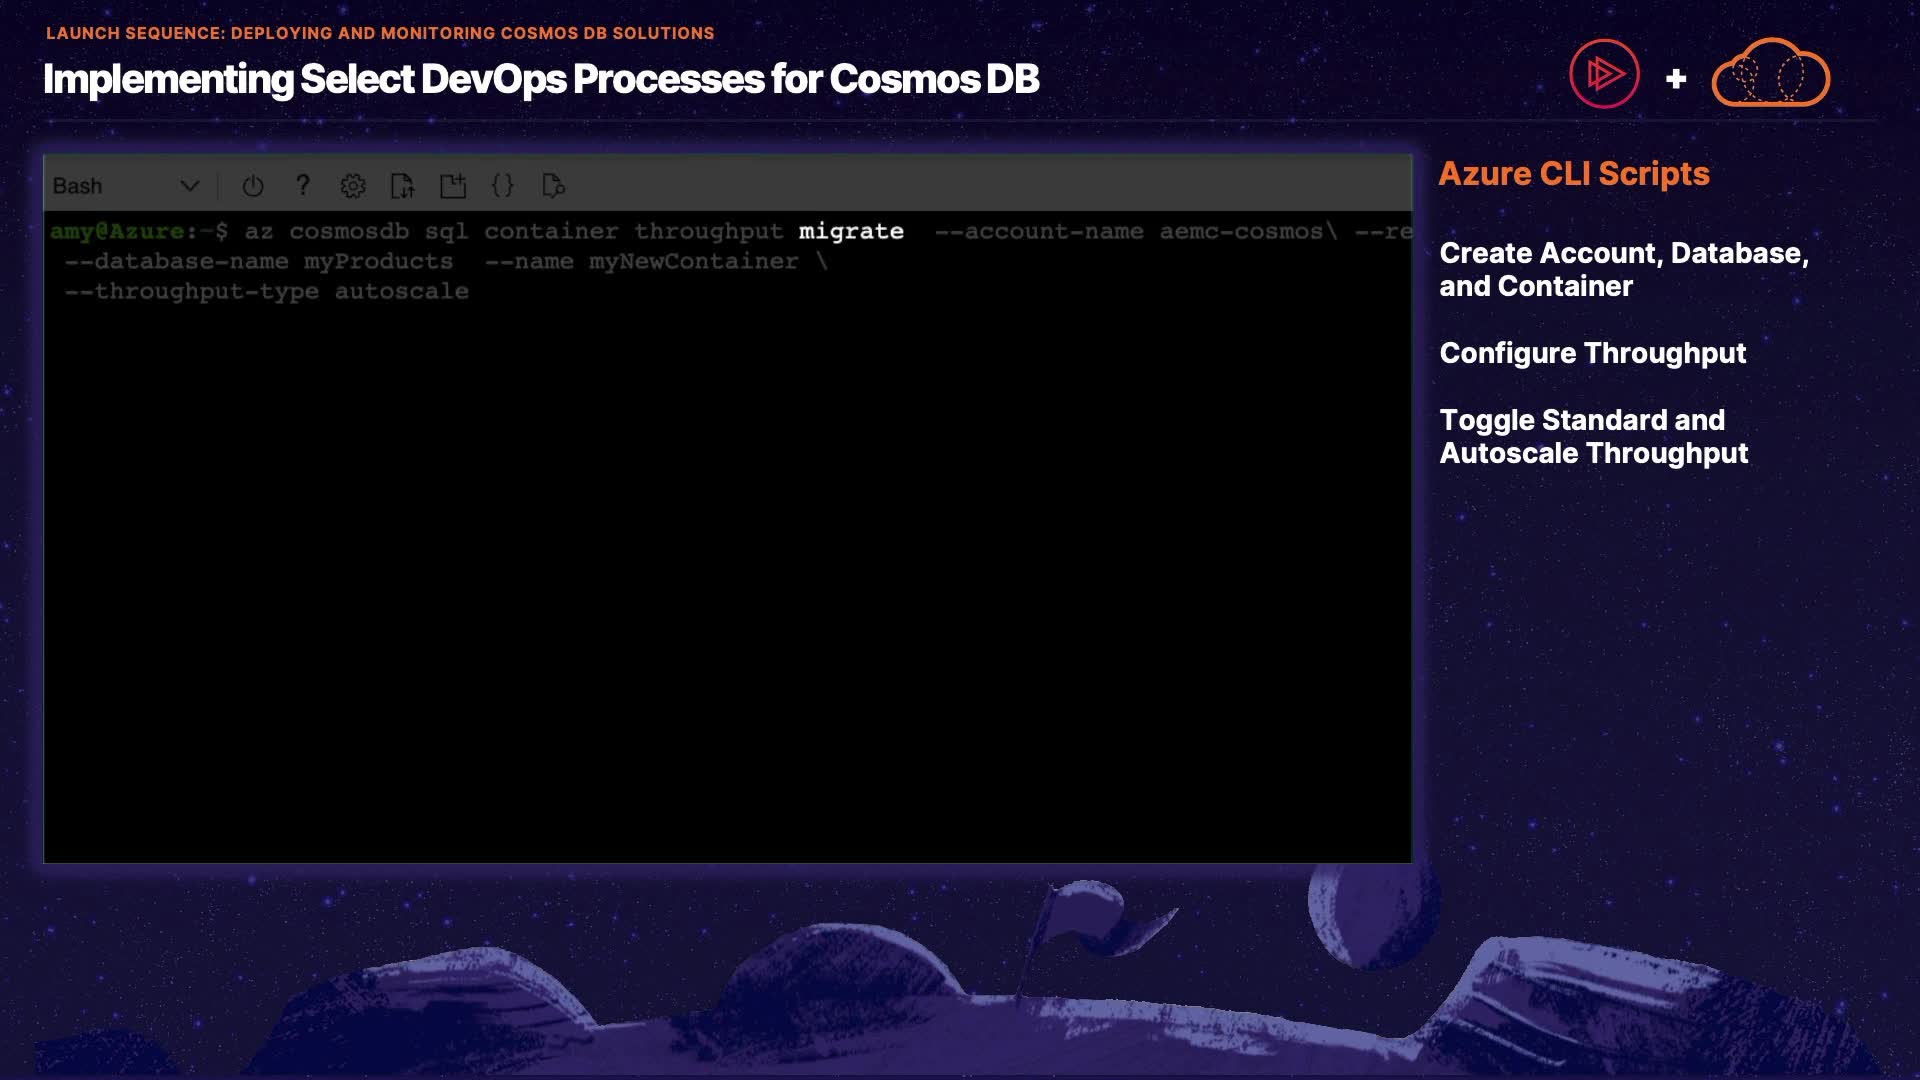 LAUNCH SEQUENCE: DEPLOYING AND MONITORING COSMOS DB SOLUTIONS
Implementing Select DevOps Processes for Cosmos DB
+
Bash
?
{}
amy@Azure:~$ az cosmosdb sql container throughput migrate  --account-name aemc-cosmos\ --re
--database-name myProducts  --name myNewContainer \
--throughput-type autoscale
Azure CLI Scripts
Create Account, Database,
and Container
Configure Throughput
Toggle Standard and
Autoscale Throughput